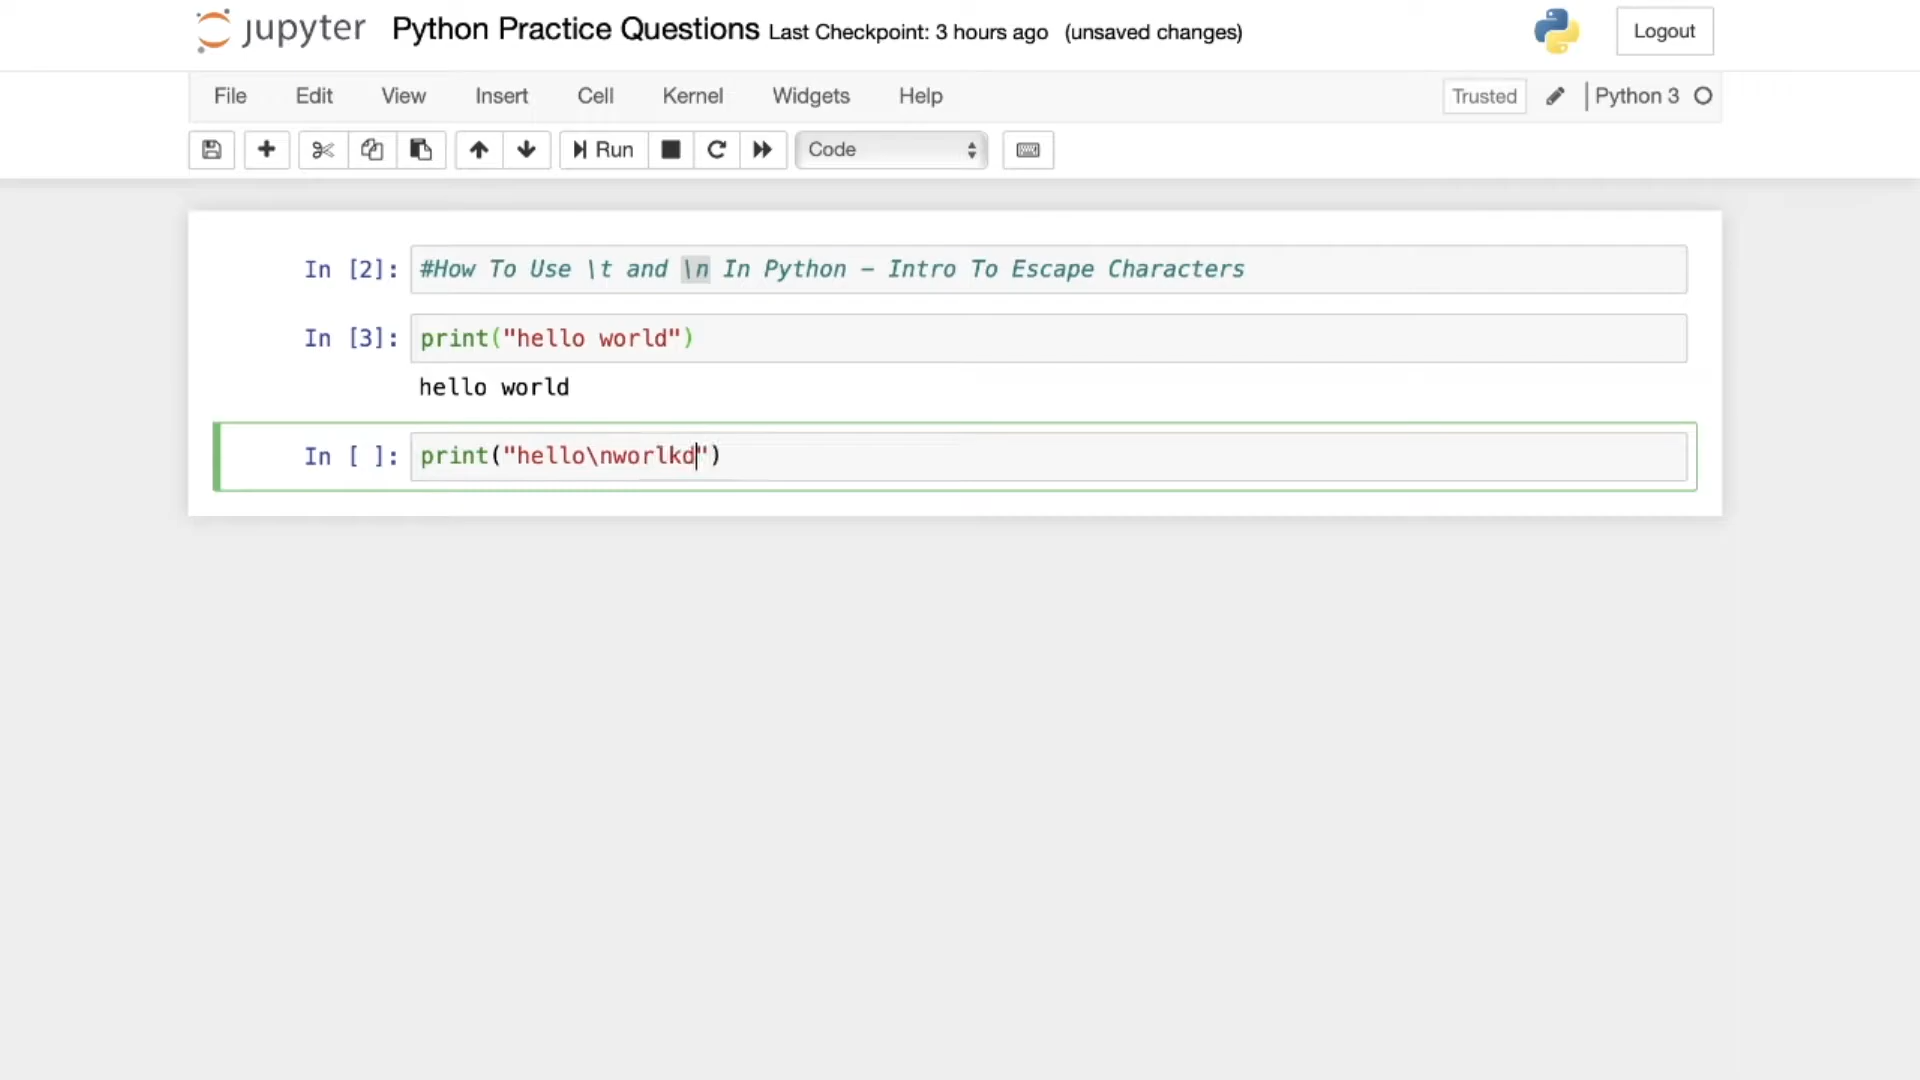 jupyter Python Practice Questions Last Checkpoint: 3 hours ago (unsaved changes) Logout
File Edit View Insert Cell Kernel Widgets Help Trusted Python 3
Run Code
In [2]: #How To Use \t and \n In Python – Intro To Escape Characters
In [3]: print("hello world")
hello world
In [ ]: print("hello\nworlkd")